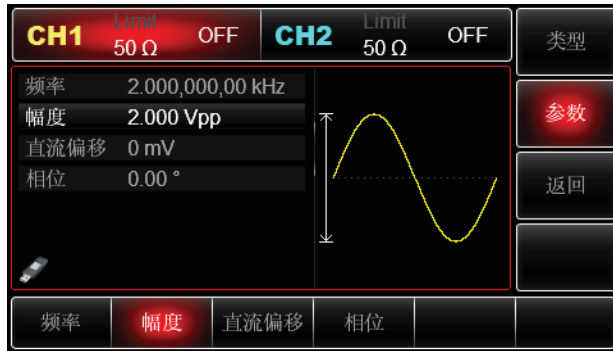 CH1 Limit 50 Ω OFF CH2 Limit 50 Ω OFF
类型
频率 2.000,000,00 kHz
幅度 2.000 Vpp
直流偏移 0 mV
相位 0.00 °
参数
返回
频率 幅度 直流偏移 相位